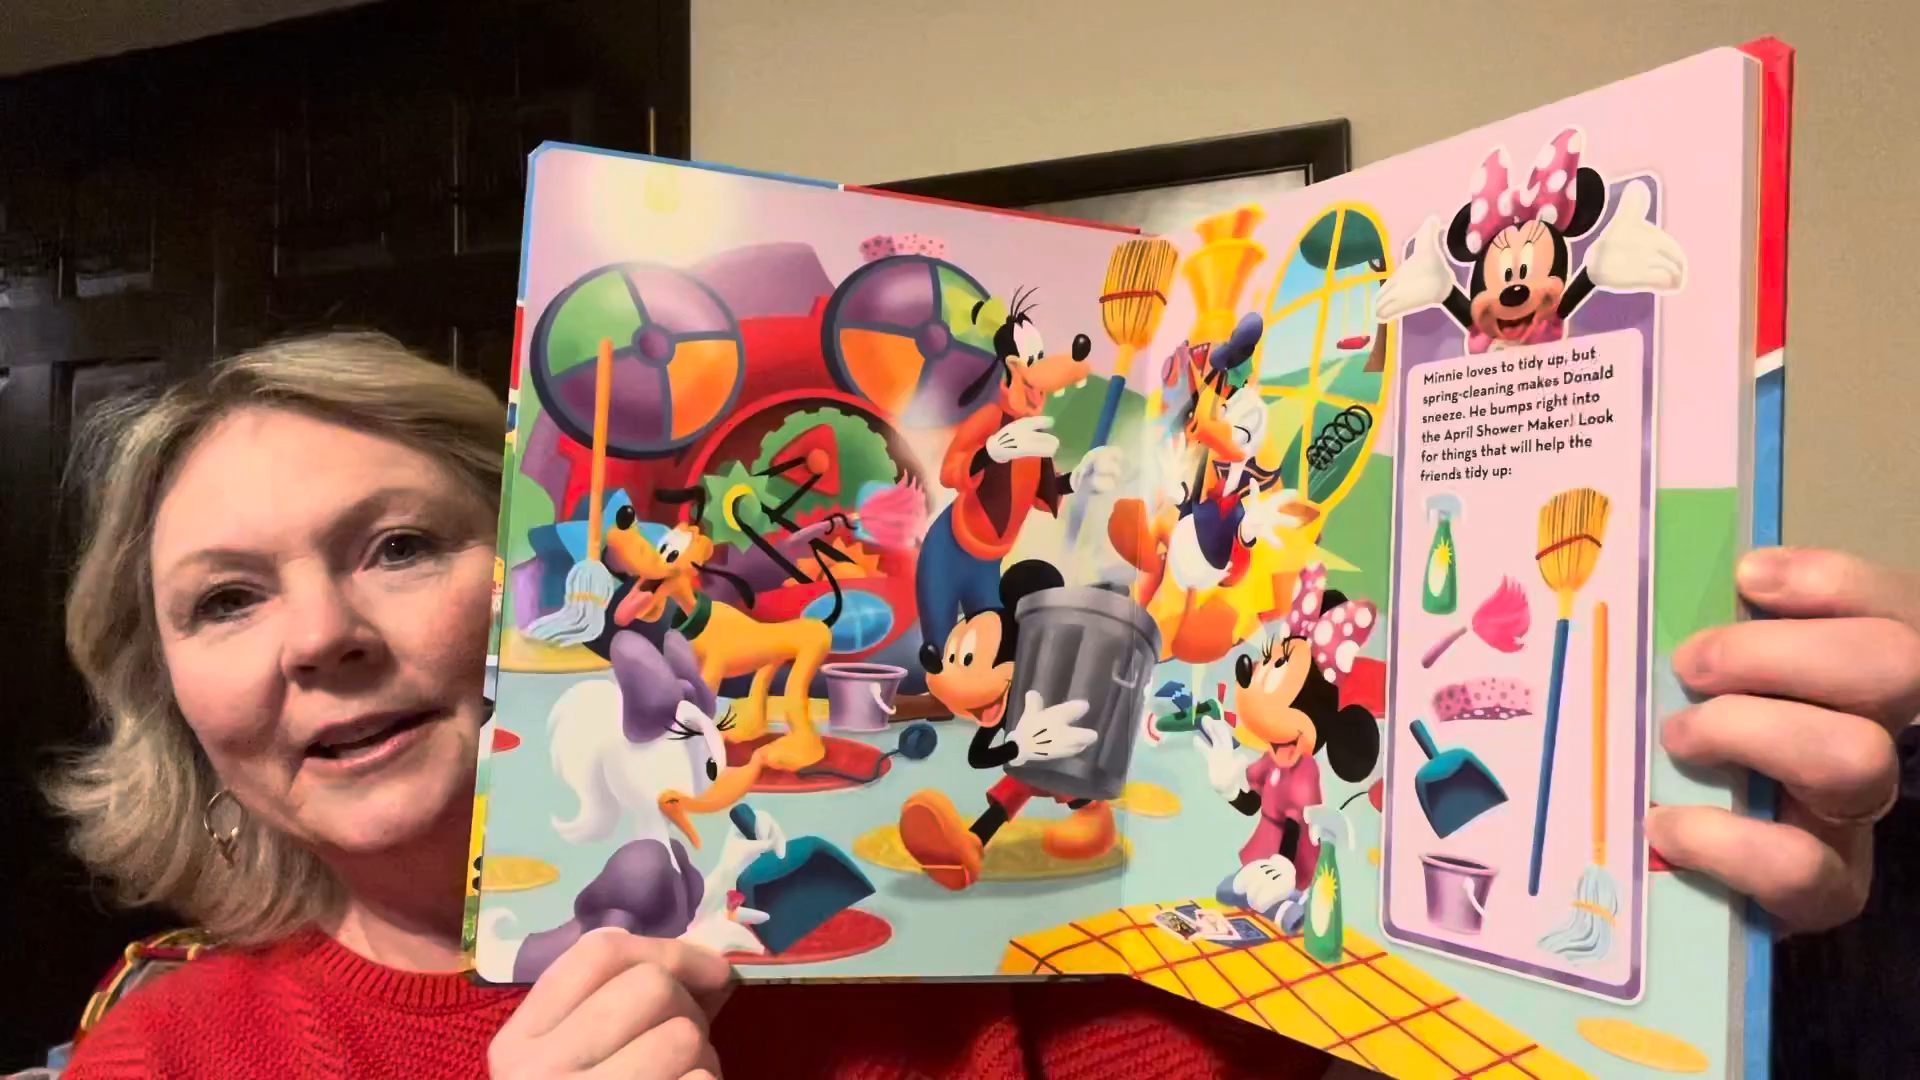 Minnie loves to tidy up, but
spring-cleaning makes Donald
sneeze. He bumps right into
the April Shower Maker! Look
for things that will help the
friends tidy up: